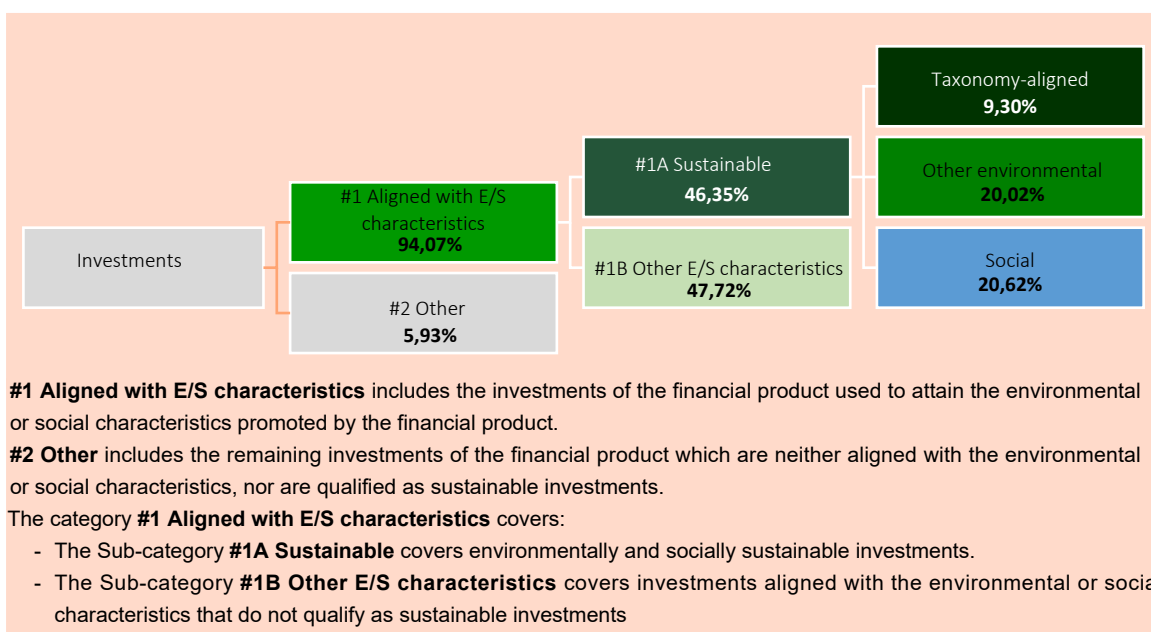 Investments
#1 Aligned with E/S
characteristics
94,07%
#2 Other
5,93%
#1A Sustainable
46,35%
#1B Other E/S characteristics
47,72%
Taxonomy-aligned
9,30%
Other environmental
20,02%
Social
20,62%
#1 Aligned with E/S characteristics includes the investments of the financial product used to attain the environmental
or social characteristics promoted by the financial product.
#2 Other includes the remaining investments of the financial product which are neither aligned with the environmental
or social characteristics, nor are qualified as sustainable investments.
The category #1 Aligned with E/S characteristics covers:
- The Sub-category #1A Sustainable covers environmentally and socially sustainable investments.
- The Sub-category #1B Other E/S characteristics covers investments aligned with the environmental or socia
characteristics that do not qualify as sustainable investments